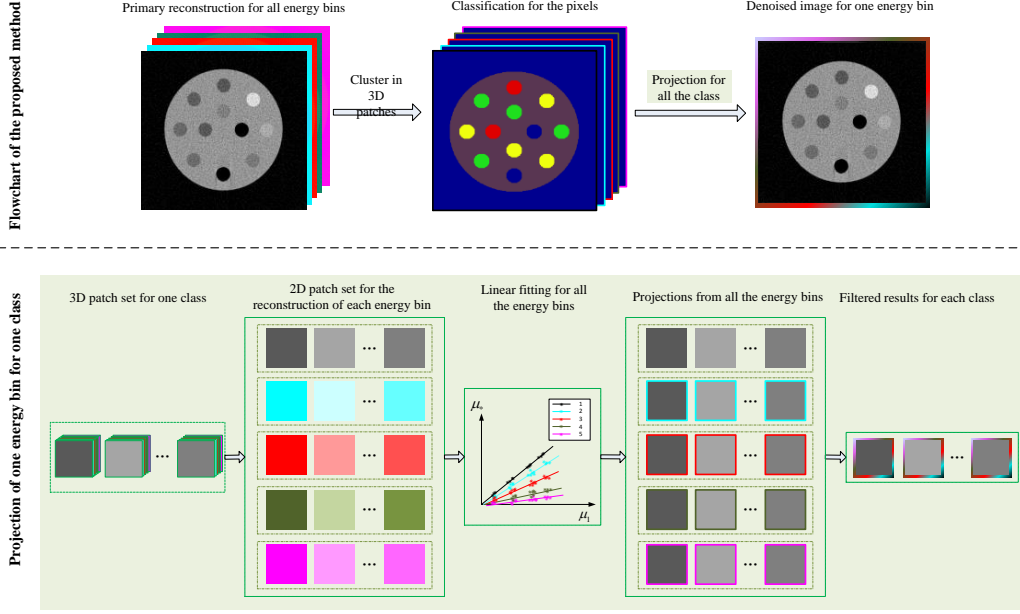 Flowchart of the proposed method
Primary reconstruction for all energy bins
Classification for the pixels
Denoised image for one energy bin
Cluster in
3D
patches
Projection for
all the class
Projection of one energy bin for one class
3D patch set for one class
2D patch set for the
reconstruction of each energy bin
Linear fitting for all
the energy bins
Projections from all the energy bins
Filtered results for each class
...
...
...
...
...
...
...
...
...
...
...
...
μ*
1
2
3
4
5
μ1